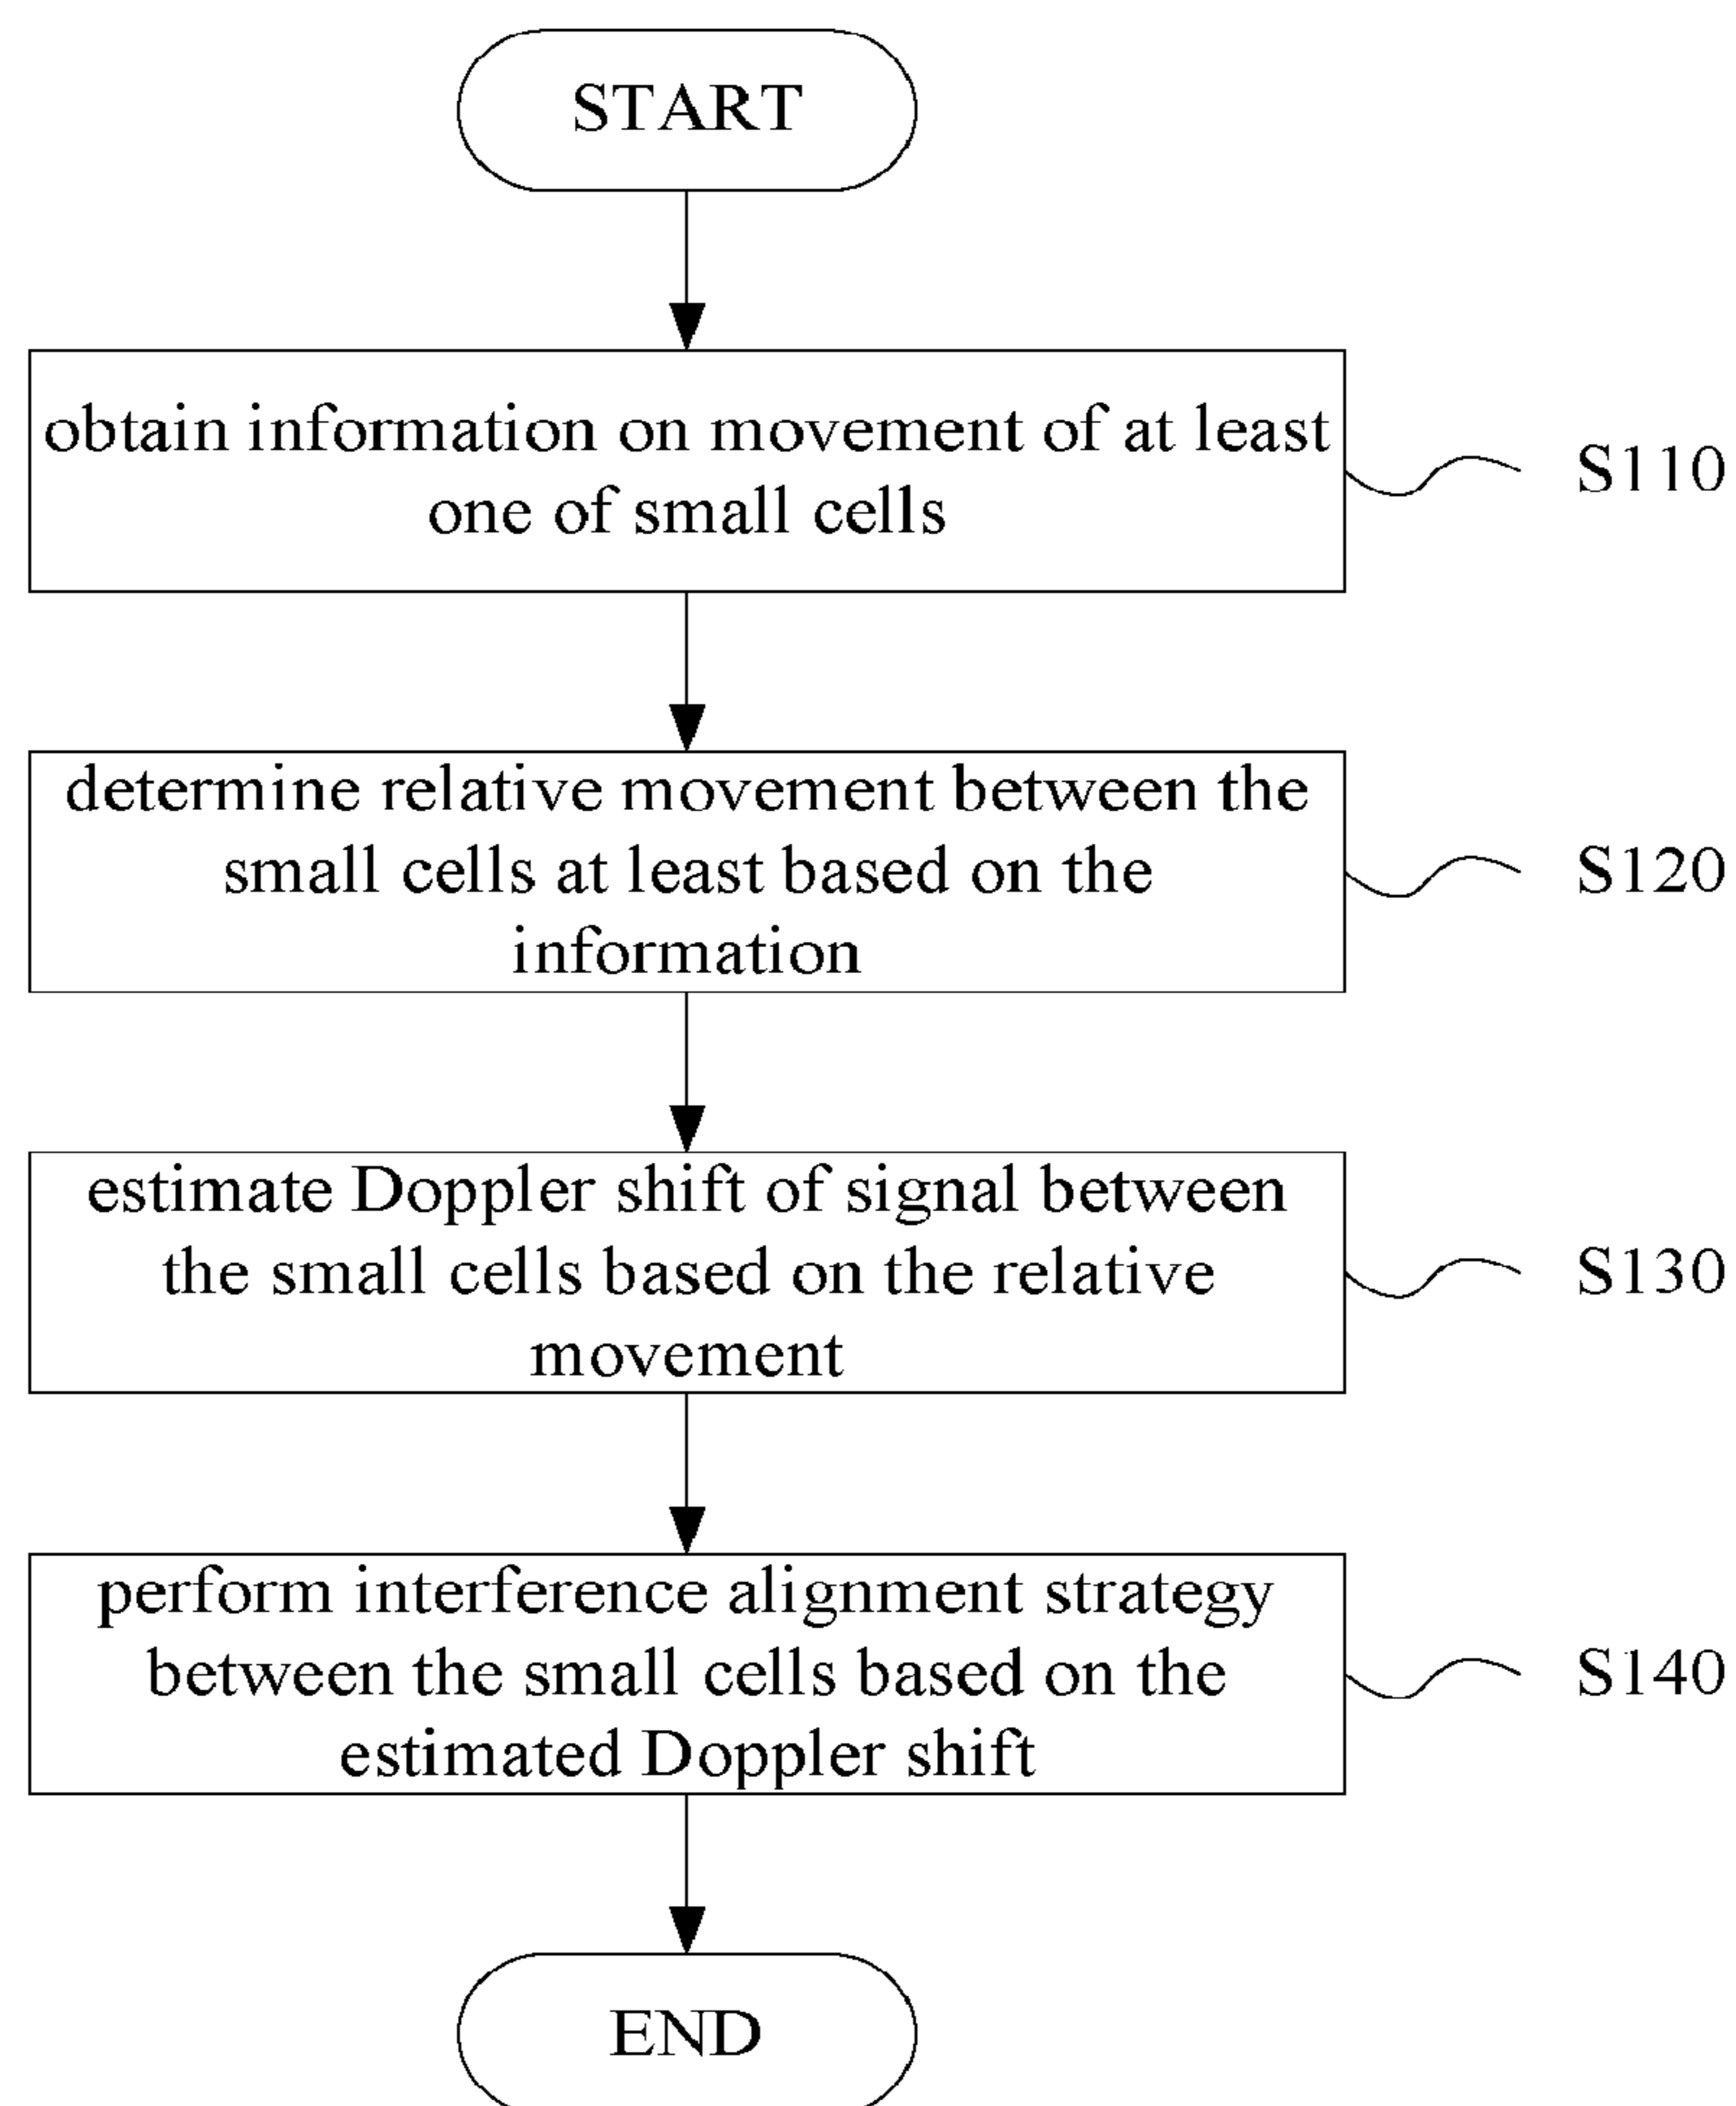 START
obtain information on movement of at least
one of small cells
S110
determine relative movement between the
small cells at least based on the
information
S120
estimate Doppler shift of signal between
the small cells based on the relative
movement
S130
perform interference alignment strategy
between the small cells based on the
estimated Doppler shift
S140
END